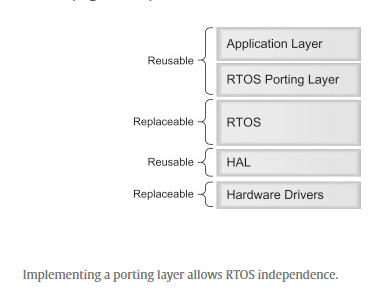 Application Layer
Reusable
RTOS Porting Layer
Replaceable
RTOS
Reusable
HAL
Replaceable
Hardware Drivers
Implementing a porting layer allows RTOS independence.